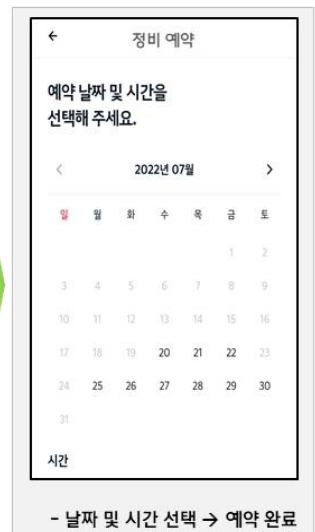 ← 정비 예약
예약 날짜 및 시간을
선택해 주세요.
< 2022년 07월 >
일 월 화 수 목 금 토
1 2
3 4 5 6 7 8 9
10 11 12 13 14 15 16
17 18 19 20 21 22 23
24 25 26 27 28 29 30
31
시간
- 날짜 및 시간 선택 → 예약 완료